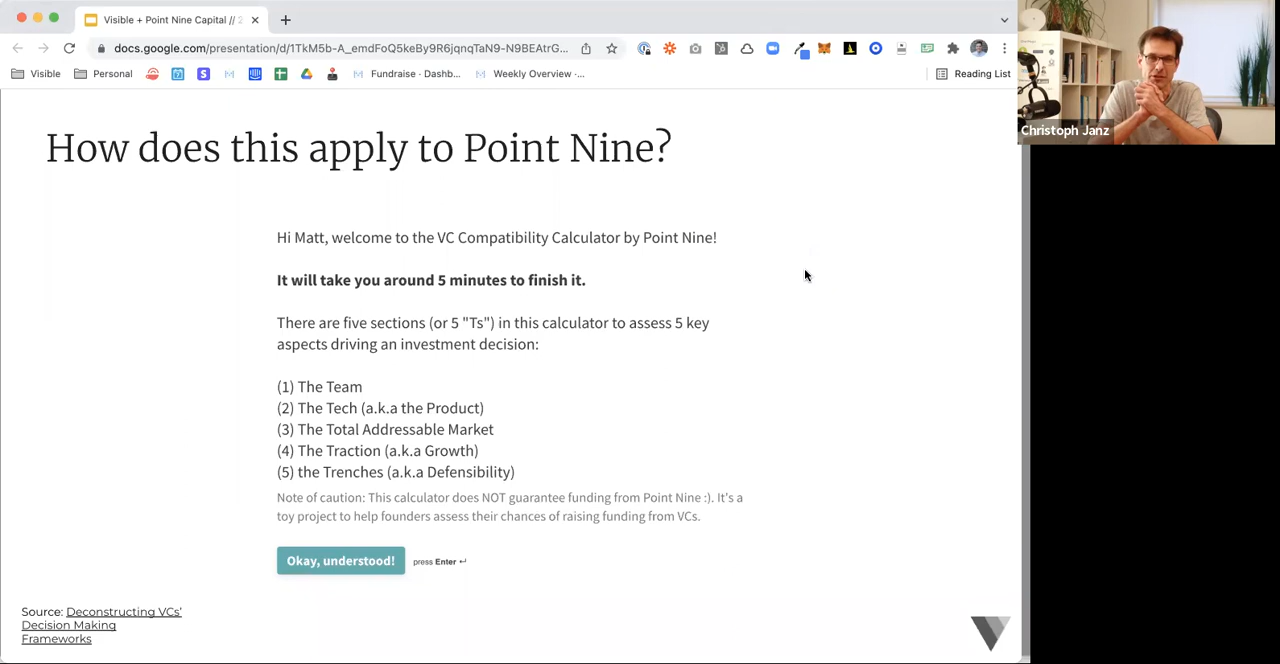 Visible + Point Nine Capital // 2
docs.google.com/presentation/d/1TkM5b-A_emdFoQ5keBy9R6jqnqTaN9-N9BEAtrG...
Visible
Personal
Fundraise · Dashb...
Weekly Overview ·...
Reading List
Christoph Janz
How does this apply to Point Nine?
Hi Matt, welcome to the VC Compatibility Calculator by Point Nine!
It will take you around 5 minutes to finish it.
There are five sections (or 5 "Ts") in this calculator to assess 5 key
aspects driving an investment decision:
(1) The Team
(2) The Tech (a.k.a the Product)
(3) The Total Addressable Market
(4) The Traction (a.k.a Growth)
(5) the Trenches (a.k.a Defensibility)
Note of caution: This calculator does NOT guarantee funding from Point Nine :). It's a
toy project to help founders assess their chances of raising funding from VCs.
Okay, understood!
press Enter ↵
Source: Deconstructing VCs'
Decision Making
Frameworks